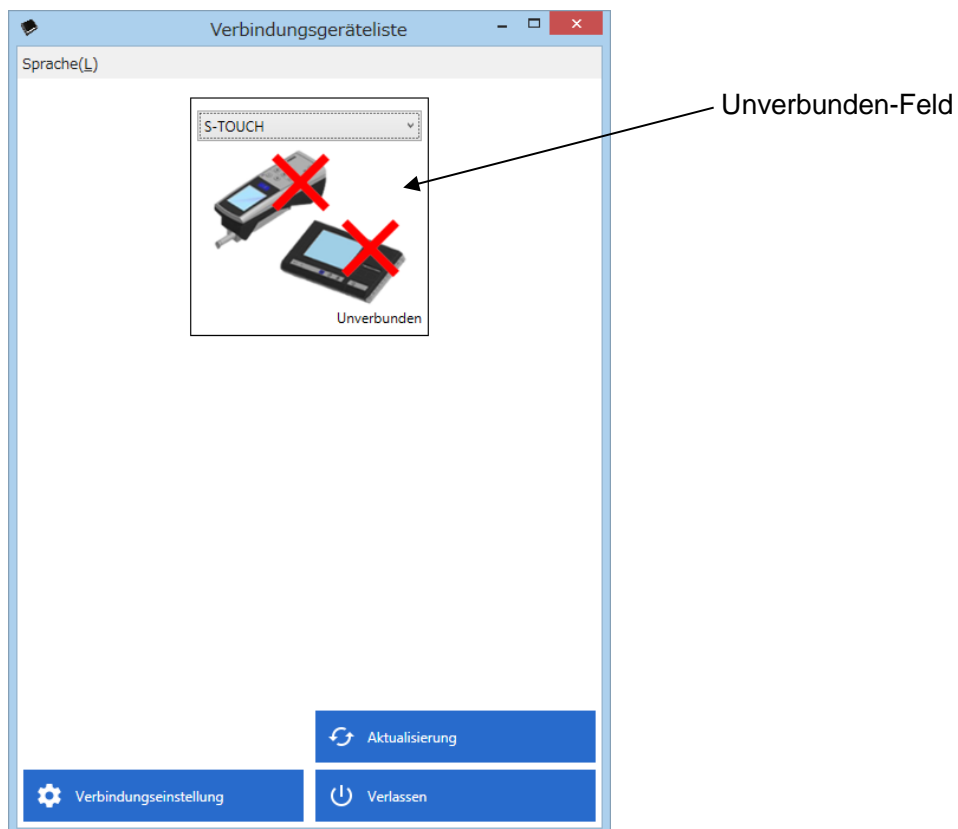 Verbindungsgeräteliste
Sprache(L)
Unverbunden-Feld
S-TOUCH
Unverbunden
Aktualisierung
Verbindungseinstellung
Verlassen